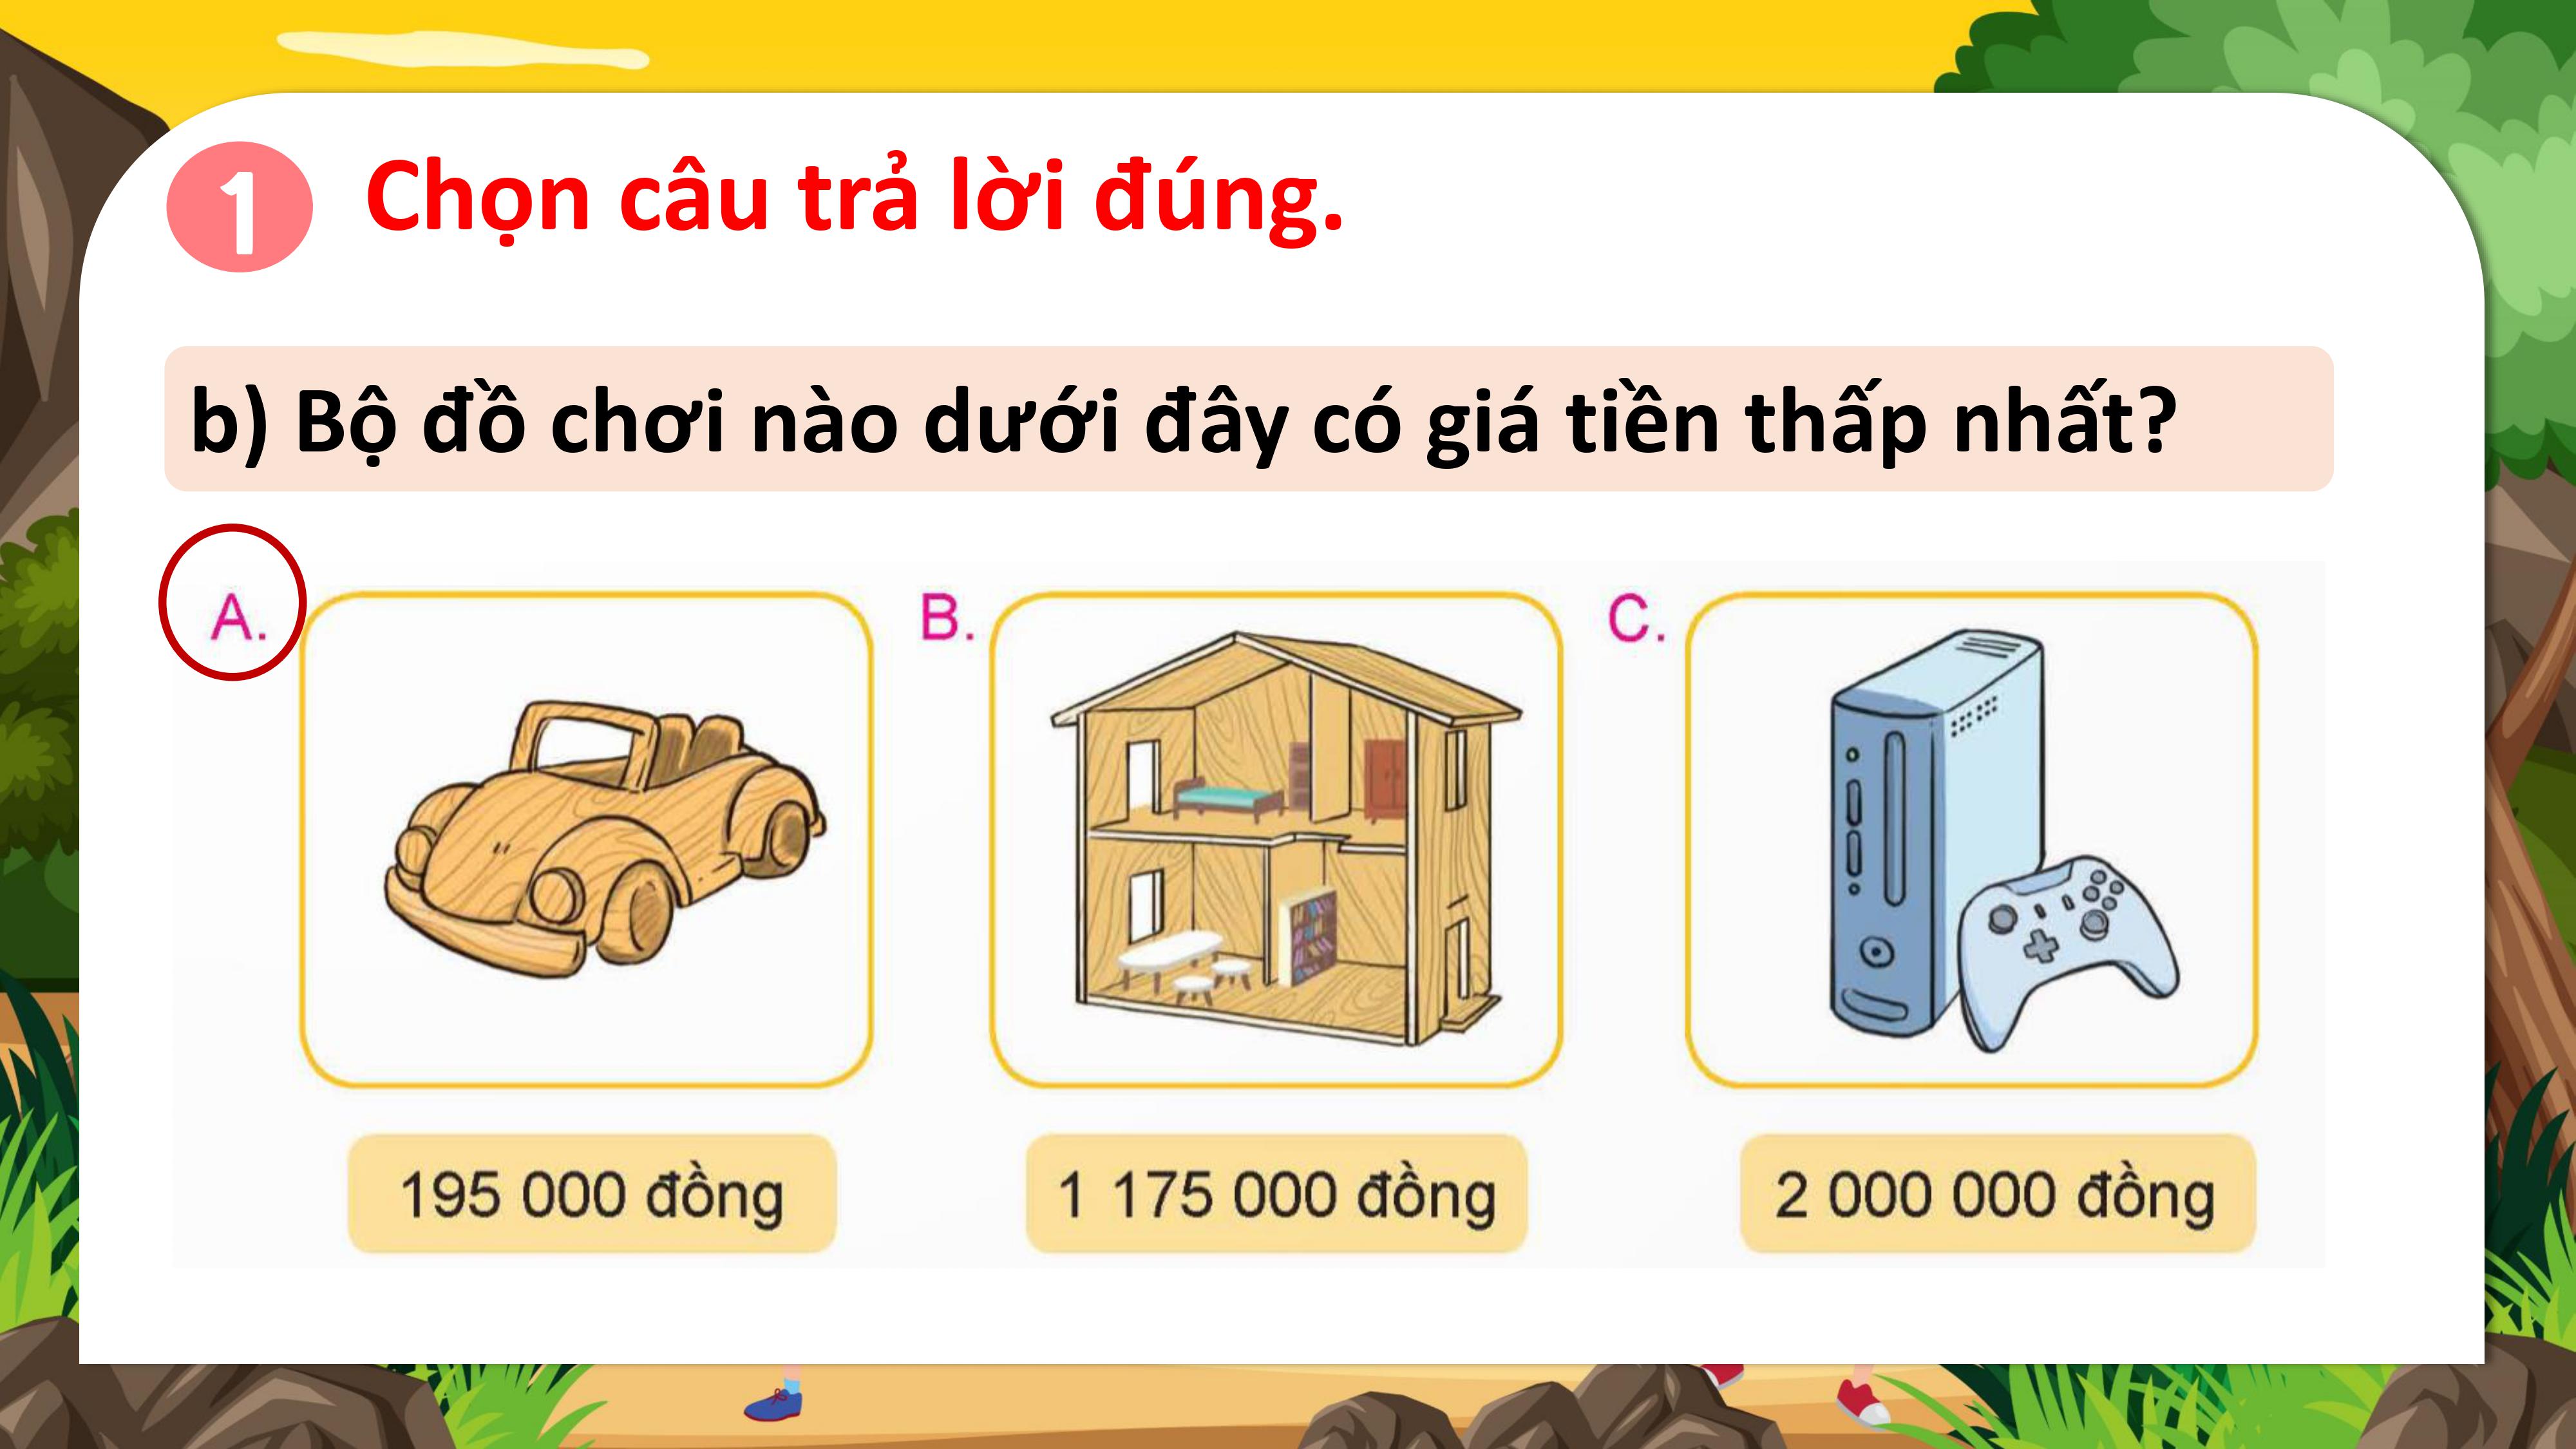 1 Chọn câu trả lời đúng.
b) Bộ đồ chơi nào dưới đây có giá tiền thấp nhất?
A. B. C.
195 000 đồng 1 175 000 đồng 2 000 000 đồng